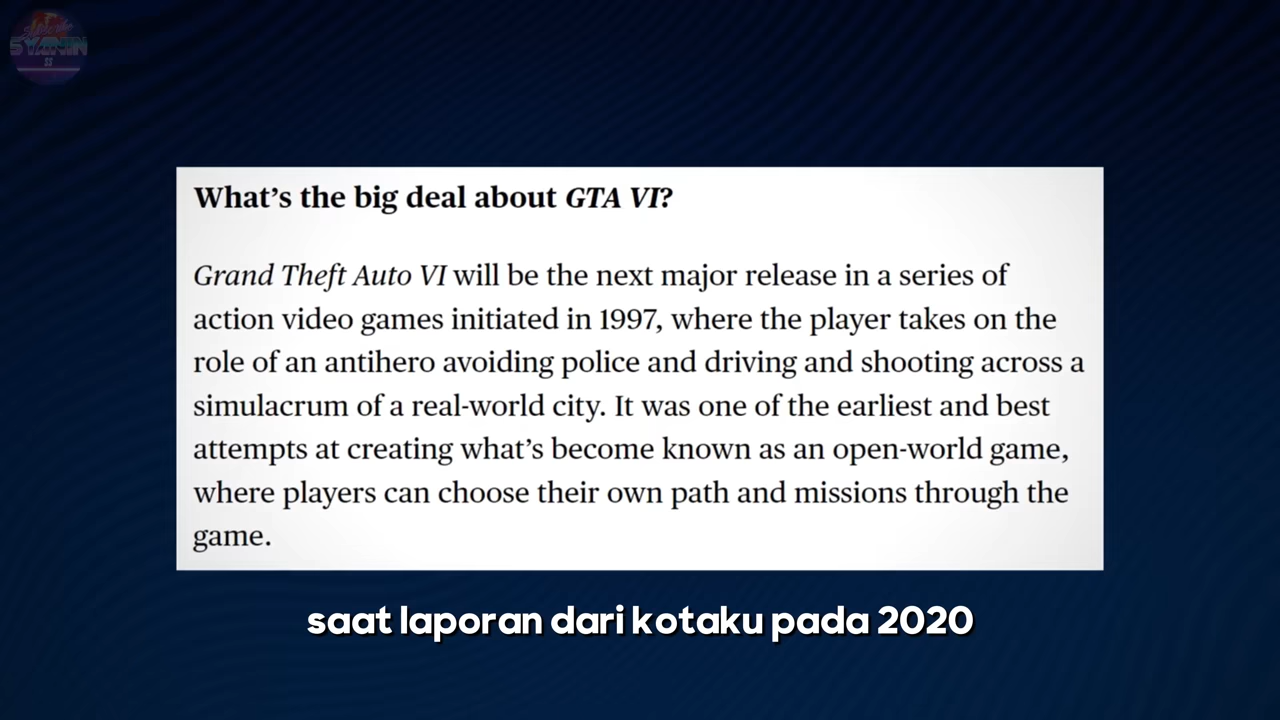 SYANIN
SS
What's the big deal about GTA VI?
Grand Theft Auto VI will be the next major release in a series of
action video games initiated in 1997, where the player takes on the
role of an antihero avoiding police and driving and shooting across a
simulacrum of a real-world city. It was one of the earliest and best
attempts at creating what's become known as an open-world game,
where players can choose their own path and missions through the
game.
saat laporan dari kotaku pada 2020